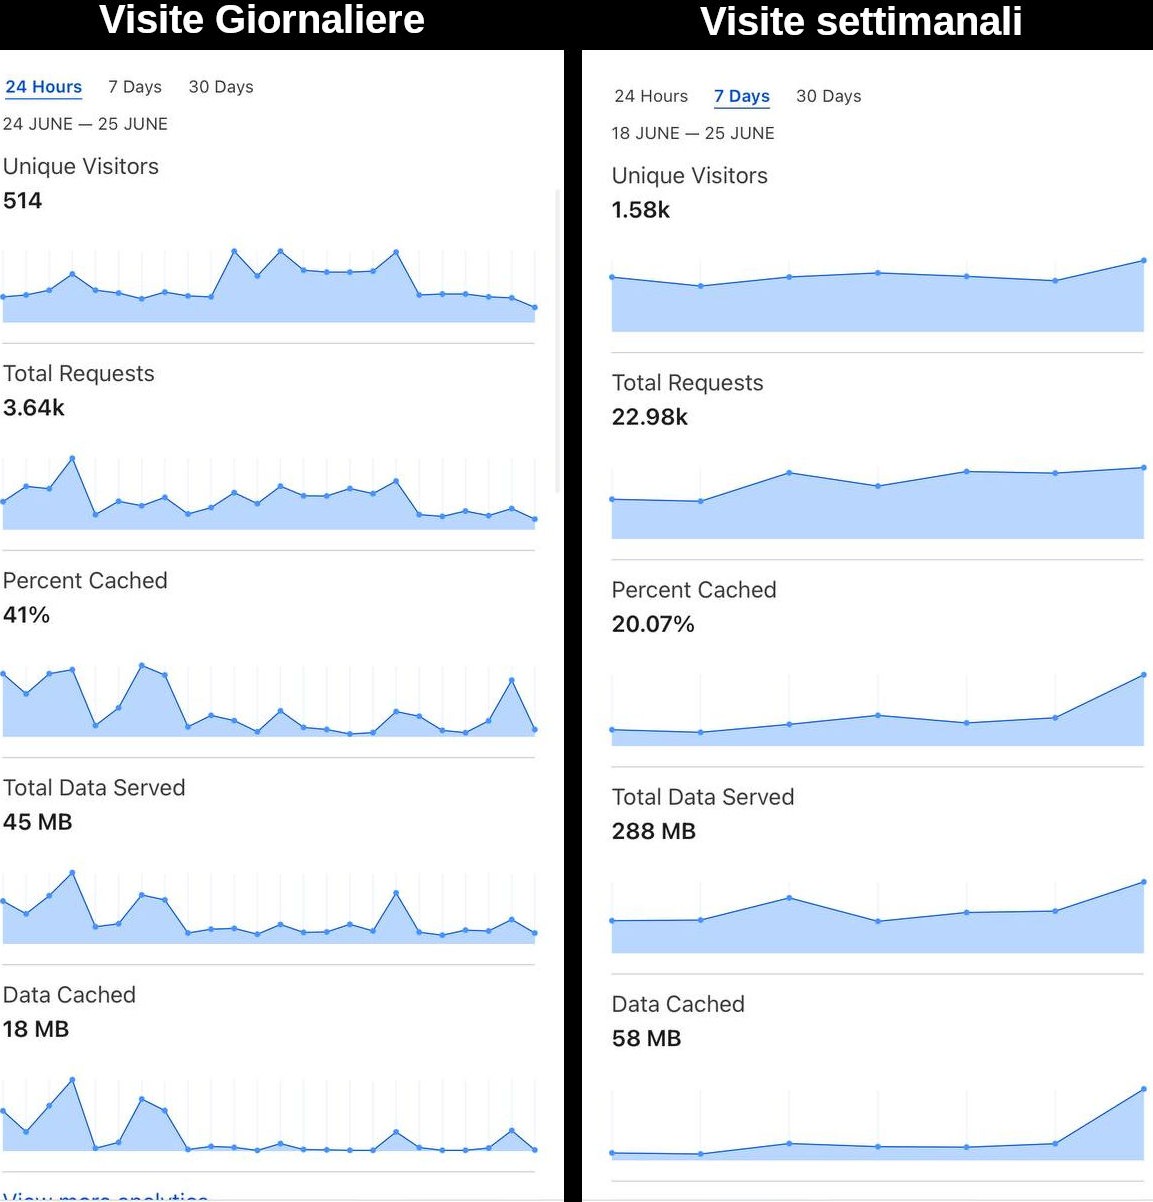 Visite Giornaliere
24 Hours 7 Days 30 Days
24 JUNE — 25 JUNE
Unique Visitors
514
Total Requests
3.64k
Percent Cached
41%
Total Data Served
45 MB
Data Cached
18 MB
View more analytics
Visite settimanali
24 Hours 7 Days 30 Days
18 JUNE — 25 JUNE
Unique Visitors
1.58k
Total Requests
22.98k
Percent Cached
20.07%
Total Data Served
288 MB
Data Cached
58 MB